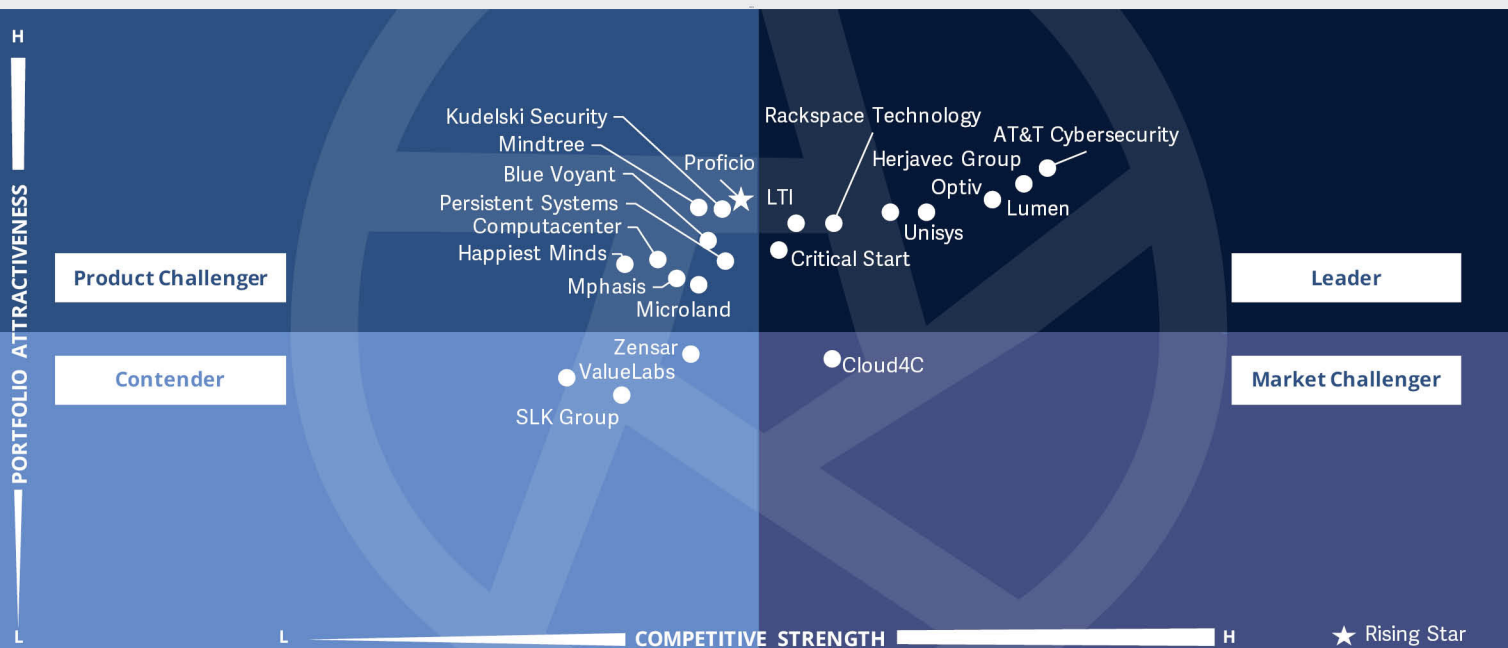 H
Kudelski Security
Mindtree
Blue Voyant
Persistent Systems
Computacenter
Happiest Minds
Mphasis
Microland
Proficio
Rackspace Technology
AT&T Cybersecurity
Herjavec Group
Optiv
Lumen
LTI
Unisys
Critical Start
Product Challenger
Leader
Zensar
ValueLabs
SLK Group
Cloud4C
Contender
Market Challenger
PORTFOLIO ATTRACTIVENESS
L
L
COMPETITIVE STRENGTH
H
Rising Star